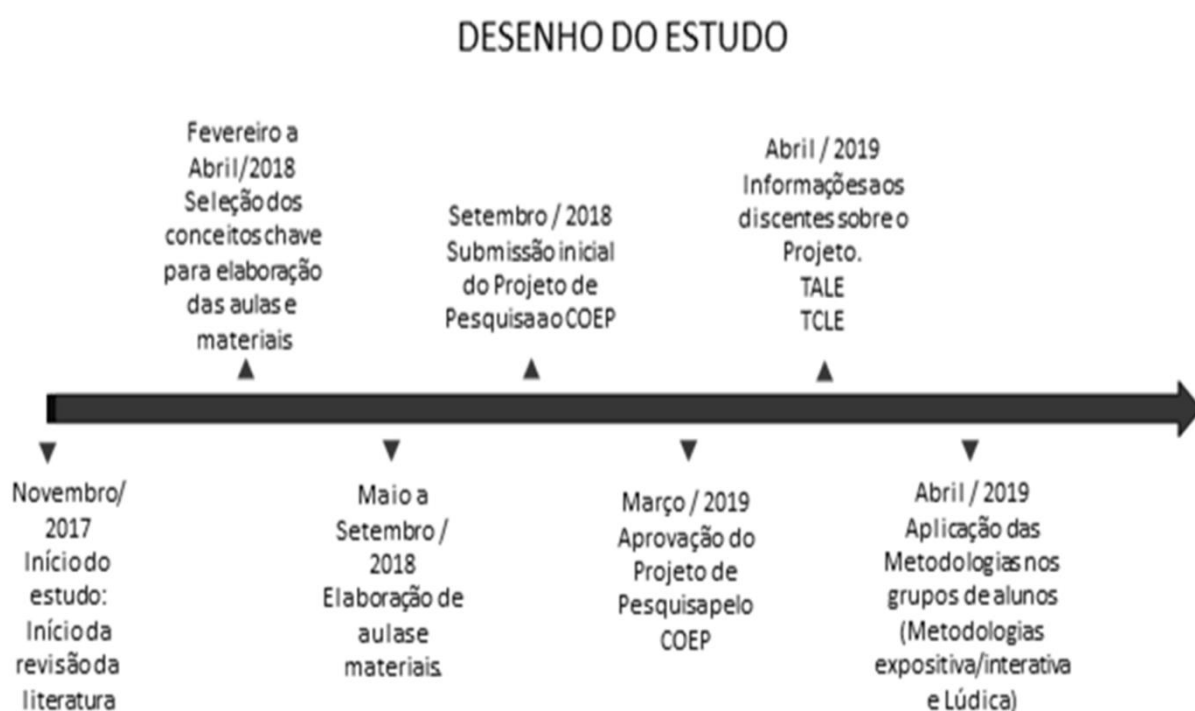 DESENHO DO ESTUDO
Fevereiro a
Abril/2018
Seleção dos
conceitos chave
para elaboração
das aulas e
materiais
Setembro / 2018
Submissão inicial
do Projeto de
Pesquisa ao COEP
Abril / 2019
Informações aos
discentes sobre o
Projeto.
TALE
TCLE
Novembro/
2017
Início do
estudo:
Início da
revisão da
literatura
Maio a
Setembro /
2018
Elaboração de
aulas e
materiais.
Março / 2019
Aprovação do
Projeto de
Pesquisa pelo
COEP
Abril / 2019
Aplicação das
Metodologias nos
grupos de alunos
(Metodologias
expositiva/interativa
e Lúdica)